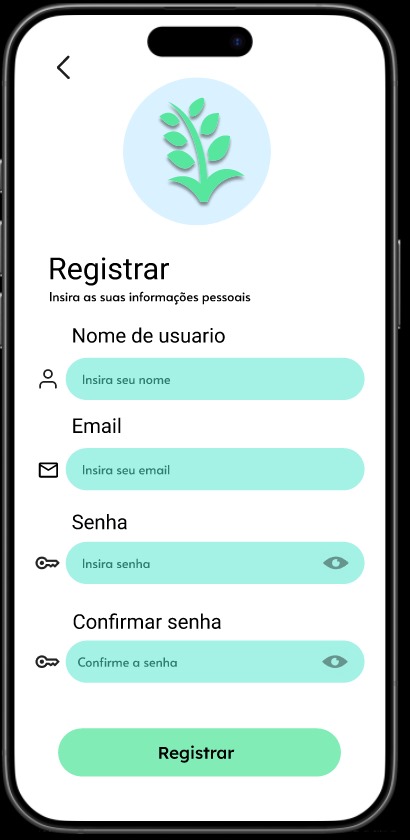 Registrar
Insira as suas informações pessoais
Nome de usuario
Insira seu nome
Email
Insira seu email
Senha
Insira senha
Confirmar senha
Confirme a senha
Registrar